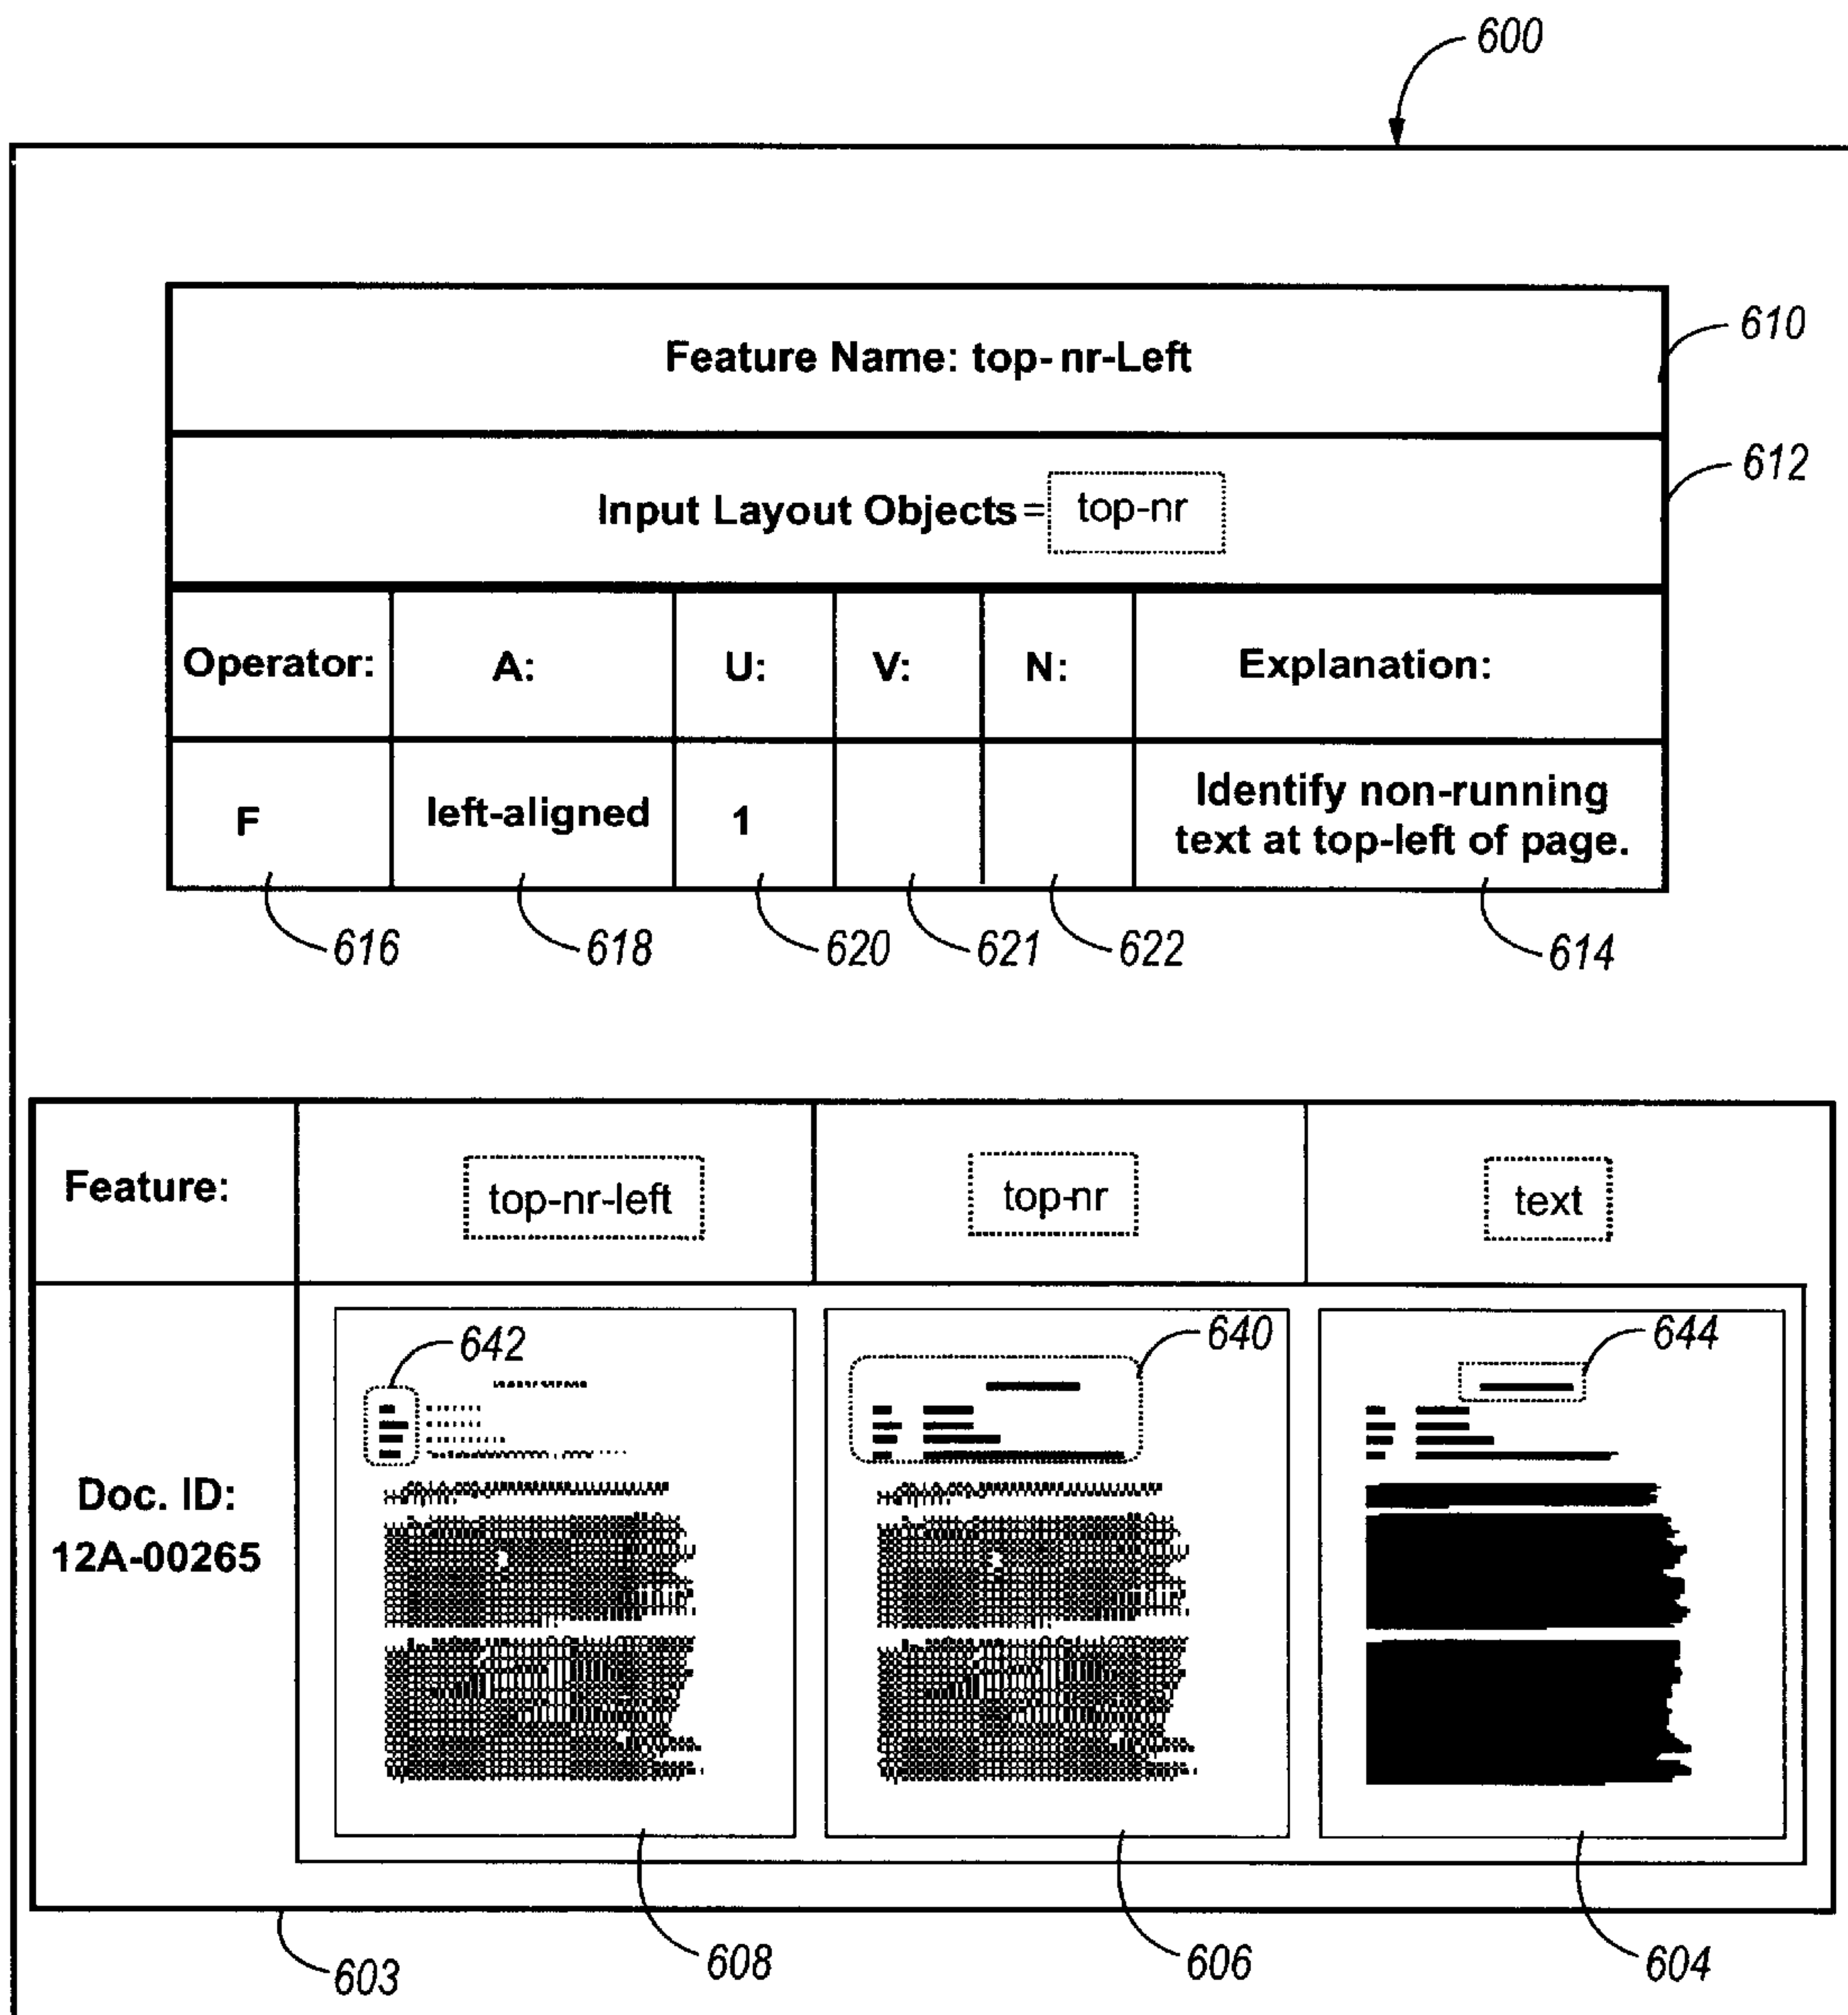 600
Feature Name: top-nr-Left
610
Input Layout Objects = top-nr
612
Operator: A: U: V: N: Explanation:
F left-aligned 1 Identify non-running
text at top-left of page.
616 618 620 621 622 614
Feature: top-nr-left top-nr text
642 640 644
Doc. ID:
12A-00265
603 608 606 604